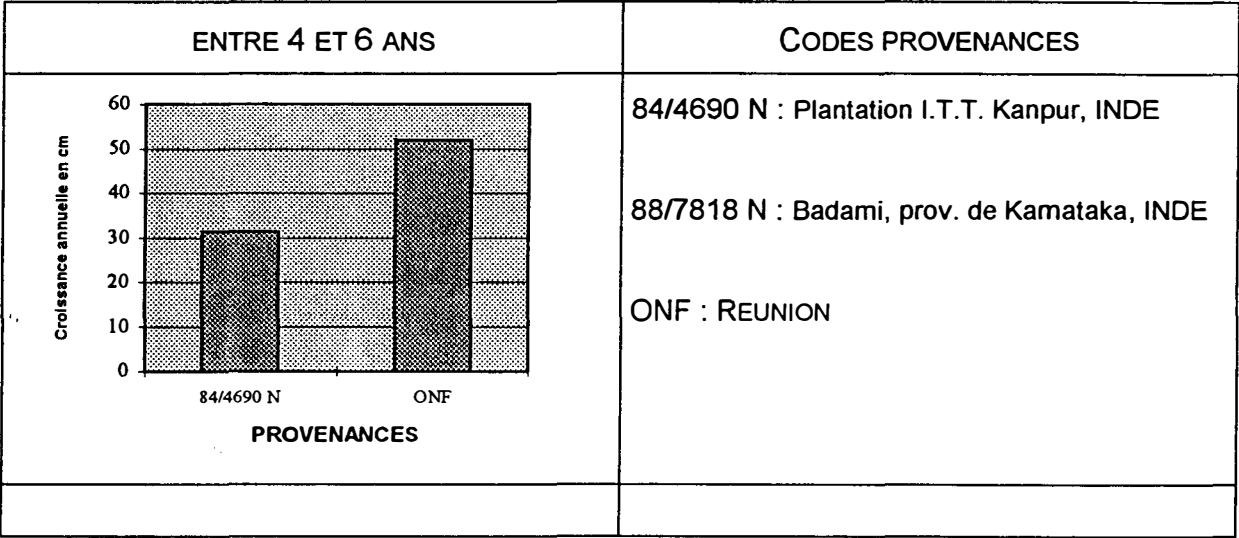 ENTRE 4 ET 6 ANS
CODES PROVENANCES
60
50
40
30
20
10
0
Croissance annuelle en cm
84/4690 N
ONF
PROVENANCES
84/4690 N : Plantation I.T.T. Kanpur, INDE
88/7818 N : Badami, prov. de Kamataka, INDE
ONF : REUNION